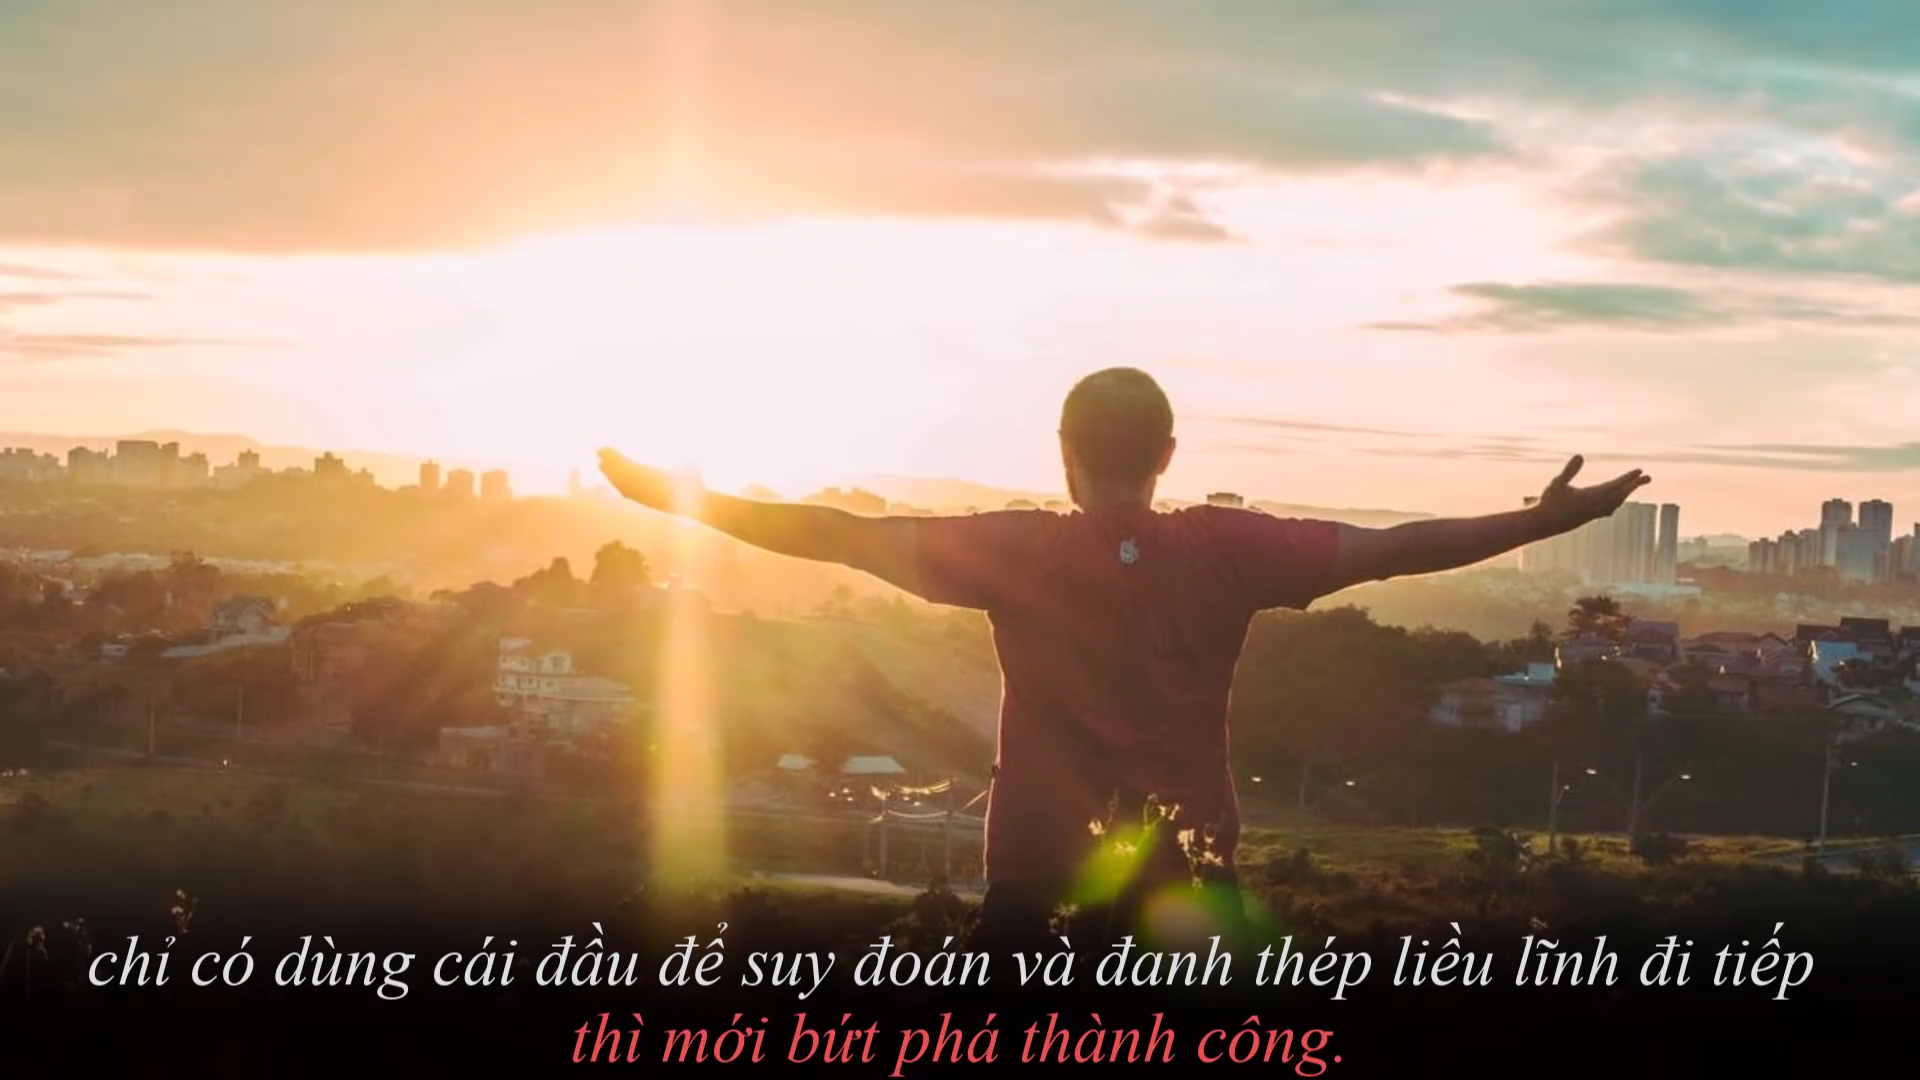 chỉ có dùng cái đầu để suy đoán và đanh thép liều lĩnh đi tiếp
thì mới bứt phá thành công.